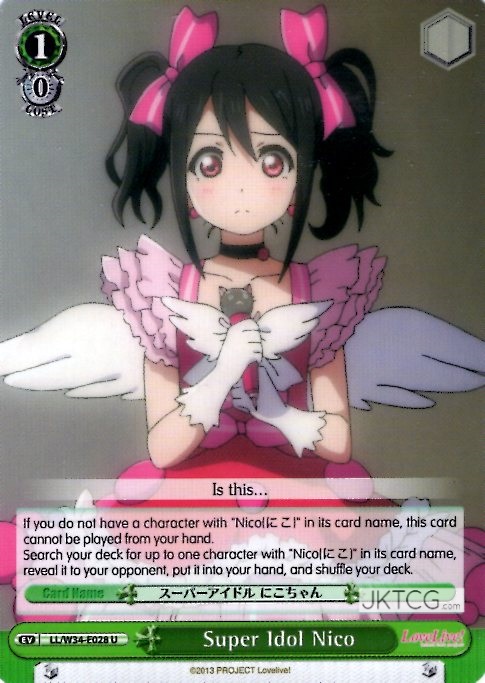 LEVEL
1
0
COST
Is this...
If you do not have a character with "Nico(にこ)" in its card name, this card
cannot be played from your hand.
Search your deck for up to one character with "Nico(にこ)" in its card name,
reveal it to your opponent, put it into your hand, and shuffle your deck.
Card Name スーパーアイドル にこちゃん
JKTCG.com
EV LL/W34-E028 U Super Idol Nico LoveLive!
©2013 PROJECT Lovelive!